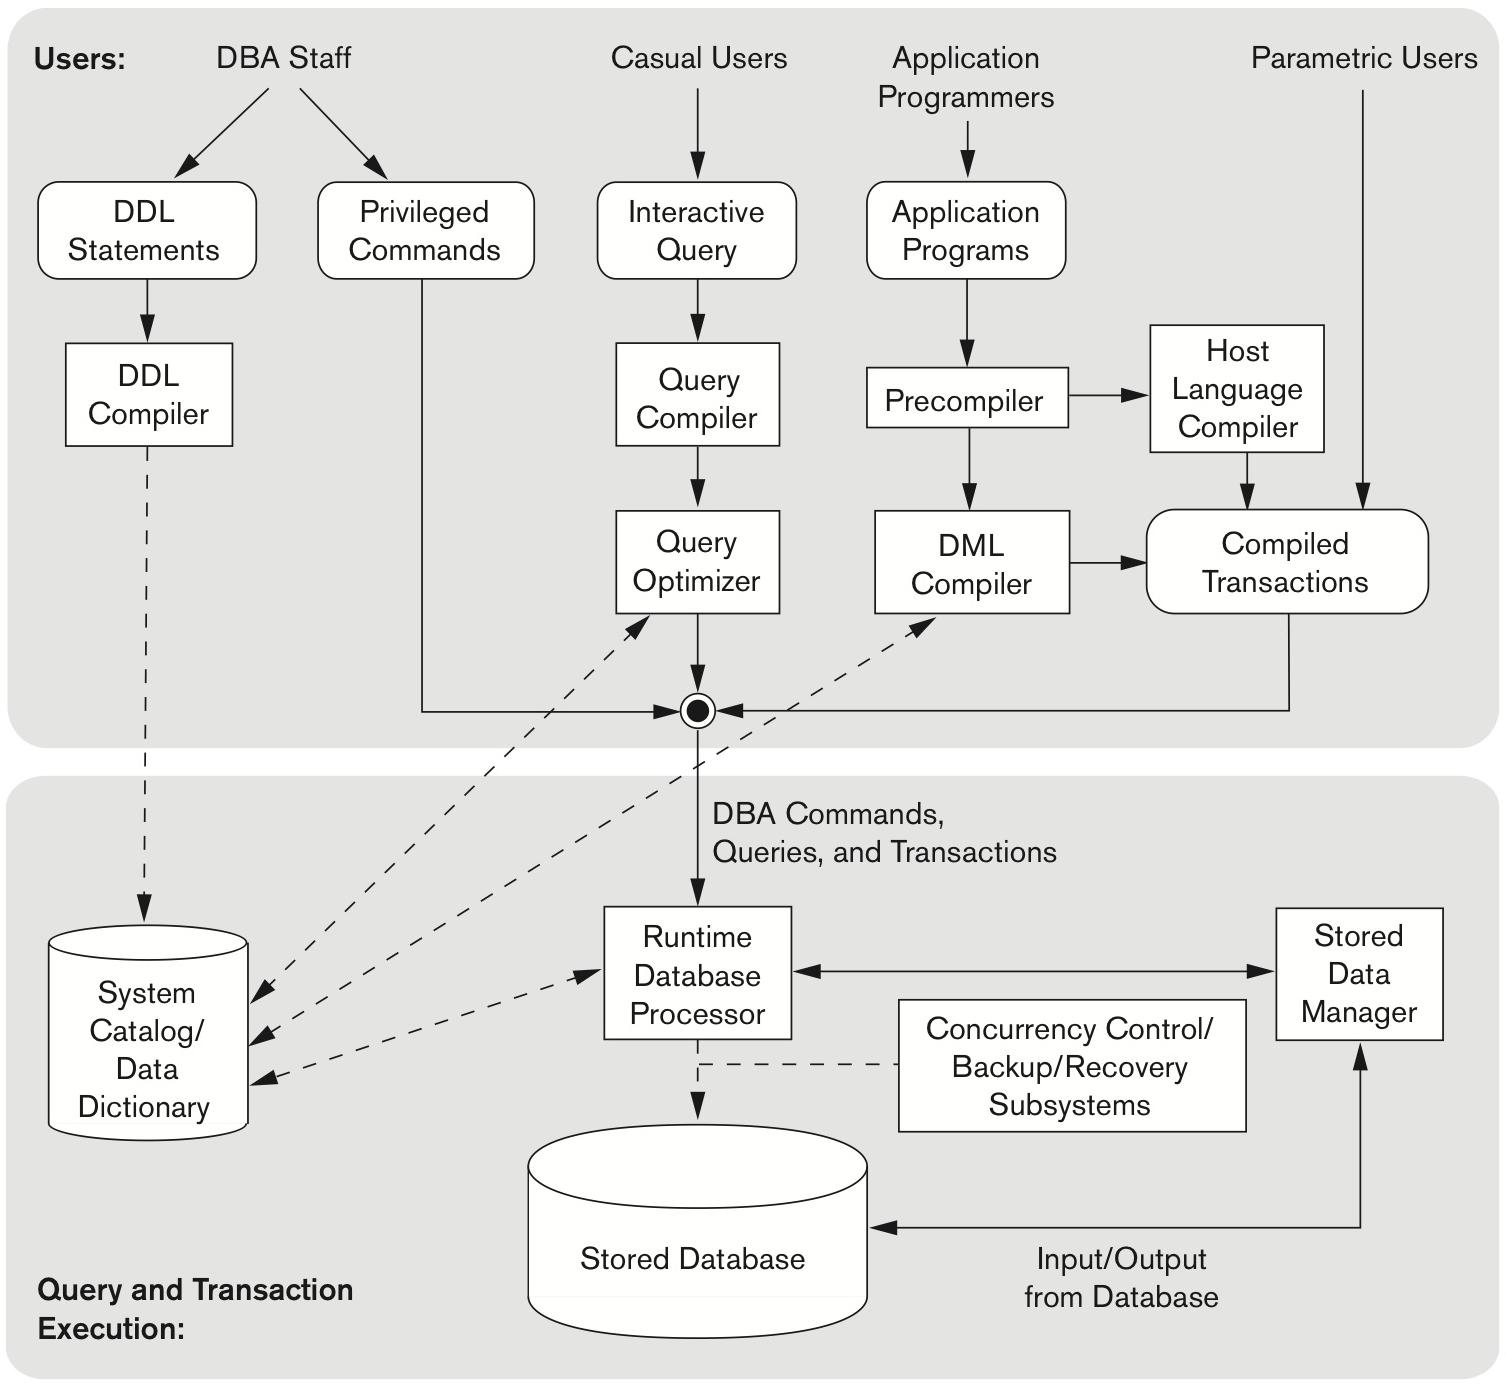 Users:
DBA Staff
Casual Users
Application
Programmers
Parametric Users
DDL
Statements
Privileged
Commands
Interactive
Query
Application
Programs
DDL
Compiler
Query
Compiler
Precompiler
Host
Language
Compiler
Query
Optimizer
DML
Compiler
Compiled
Transactions
DBA Commands,
Queries, and Transactions
System
Catalog/
Data
Dictionary
Runtime
Database
Processor
Stored
Data
Manager
Concurrency Control/
Backup/Recovery
Subsystems
Stored Database
Input/Output
from Database
Query and Transaction
Execution: